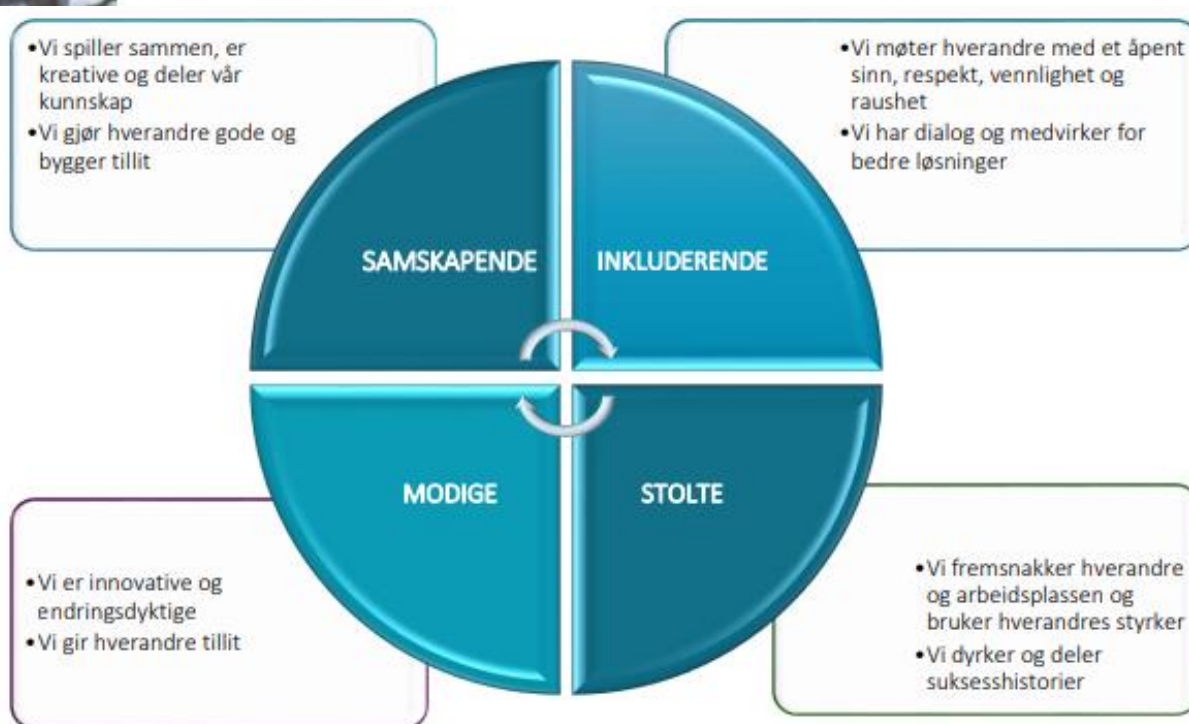 •Vi spiller sammen, er
kreative og deler vår
kunnskap
•Vi gjør hverandre gode og
bygger tillit
•Vi møter hverandre med et åpent
sinn, respekt, vennlighet og
raushet
•Vi har dialog og medvirker for
bedre løsninger
SAMSKAPENDE
INKLUDERENDE
MODIGE
STOLTE
•Vi er innovative og
endringsdyktige
•Vi gir hverandre tillit
•Vi fremsnakker hverandre
og arbeidsplassen og
bruker hverandres styrker
•Vi dyrker og deler
suksesshistorier